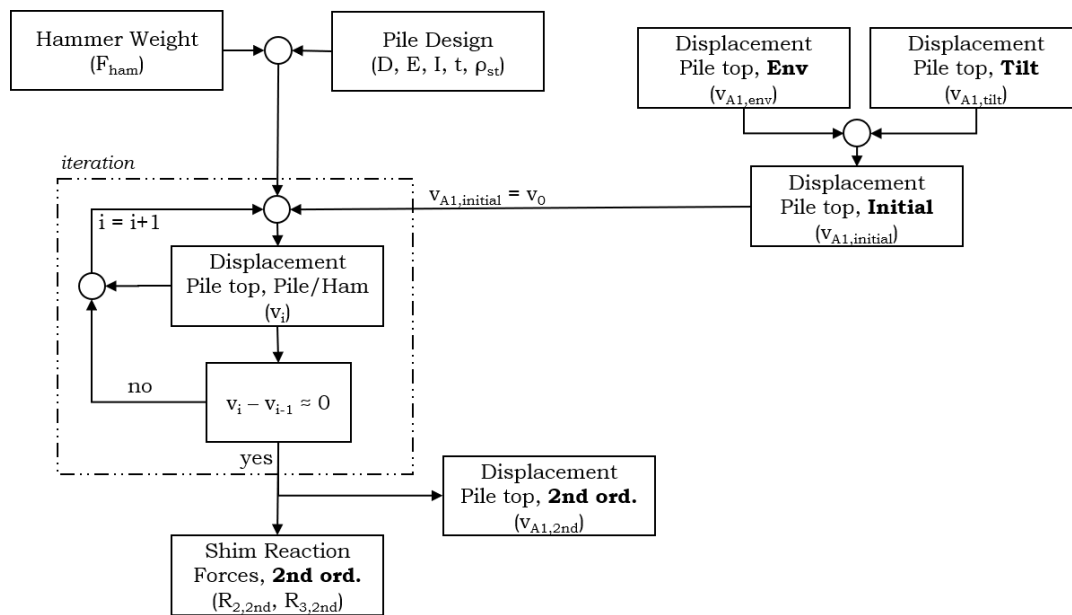 Hammer Weight
(F_ham)
Pile Design
(D, E, I, t, ρ_st)
Displacement
Pile top, Env
(v_A1,env)
Displacement
Pile top, Tilt
(v_A1,tilt)
iteration
i = i+1
v_A1,initial = v_0
Displacement
Pile top, Initial
(v_A1,initial)
Displacement
Pile top, Pile/Ham
(v_i)
no
v_i – v_i-1 ≈ 0
yes
Displacement
Pile top, 2nd ord.
(v_A1,2nd)
Shim Reaction
Forces, 2nd ord.
(R_2,2nd, R_3,2nd)